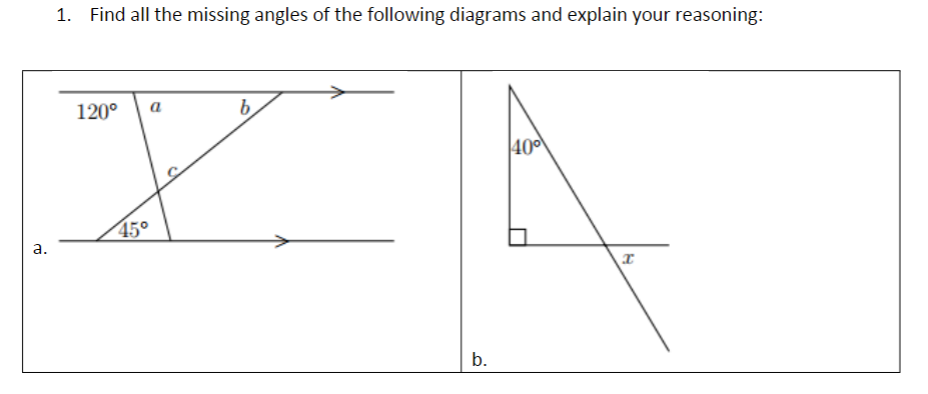 1. Find all the missing angles of the following diagrams and explain your reasoning:
120° a b
c
45°
a.
40°
x
b.